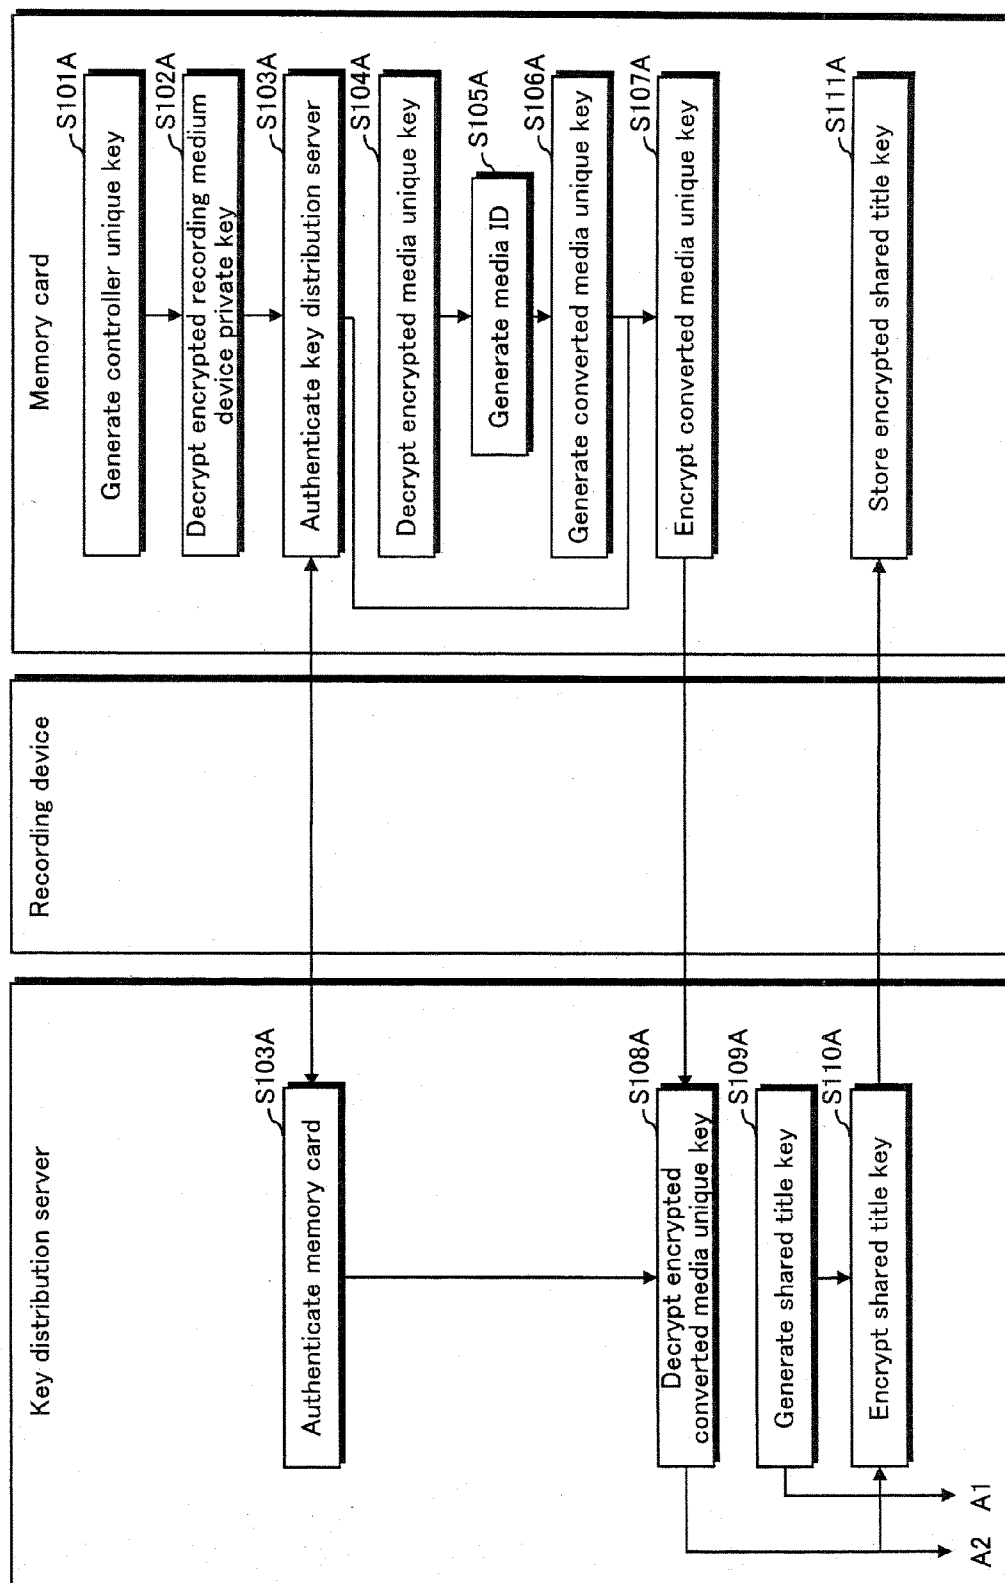 Key distribution server
S103A
Authenticate memory card
S108A
Decrypt encrypted
converted media unique key
S109A
Generate shared title key
S110A
Encrypt shared title key
A2
A1
Recording device
Memory card
S101A
Generate controller unique key
S102A
Decrypt encrypted recording medium
device private key
S103A
Authenticate key distribution server
S104A
Decrypt encrypted media unique key
S105A
Generate media ID
S106A
Generate converted media unique key
S107A
Encrypt converted media unique key
S111A
Store encrypted shared title key